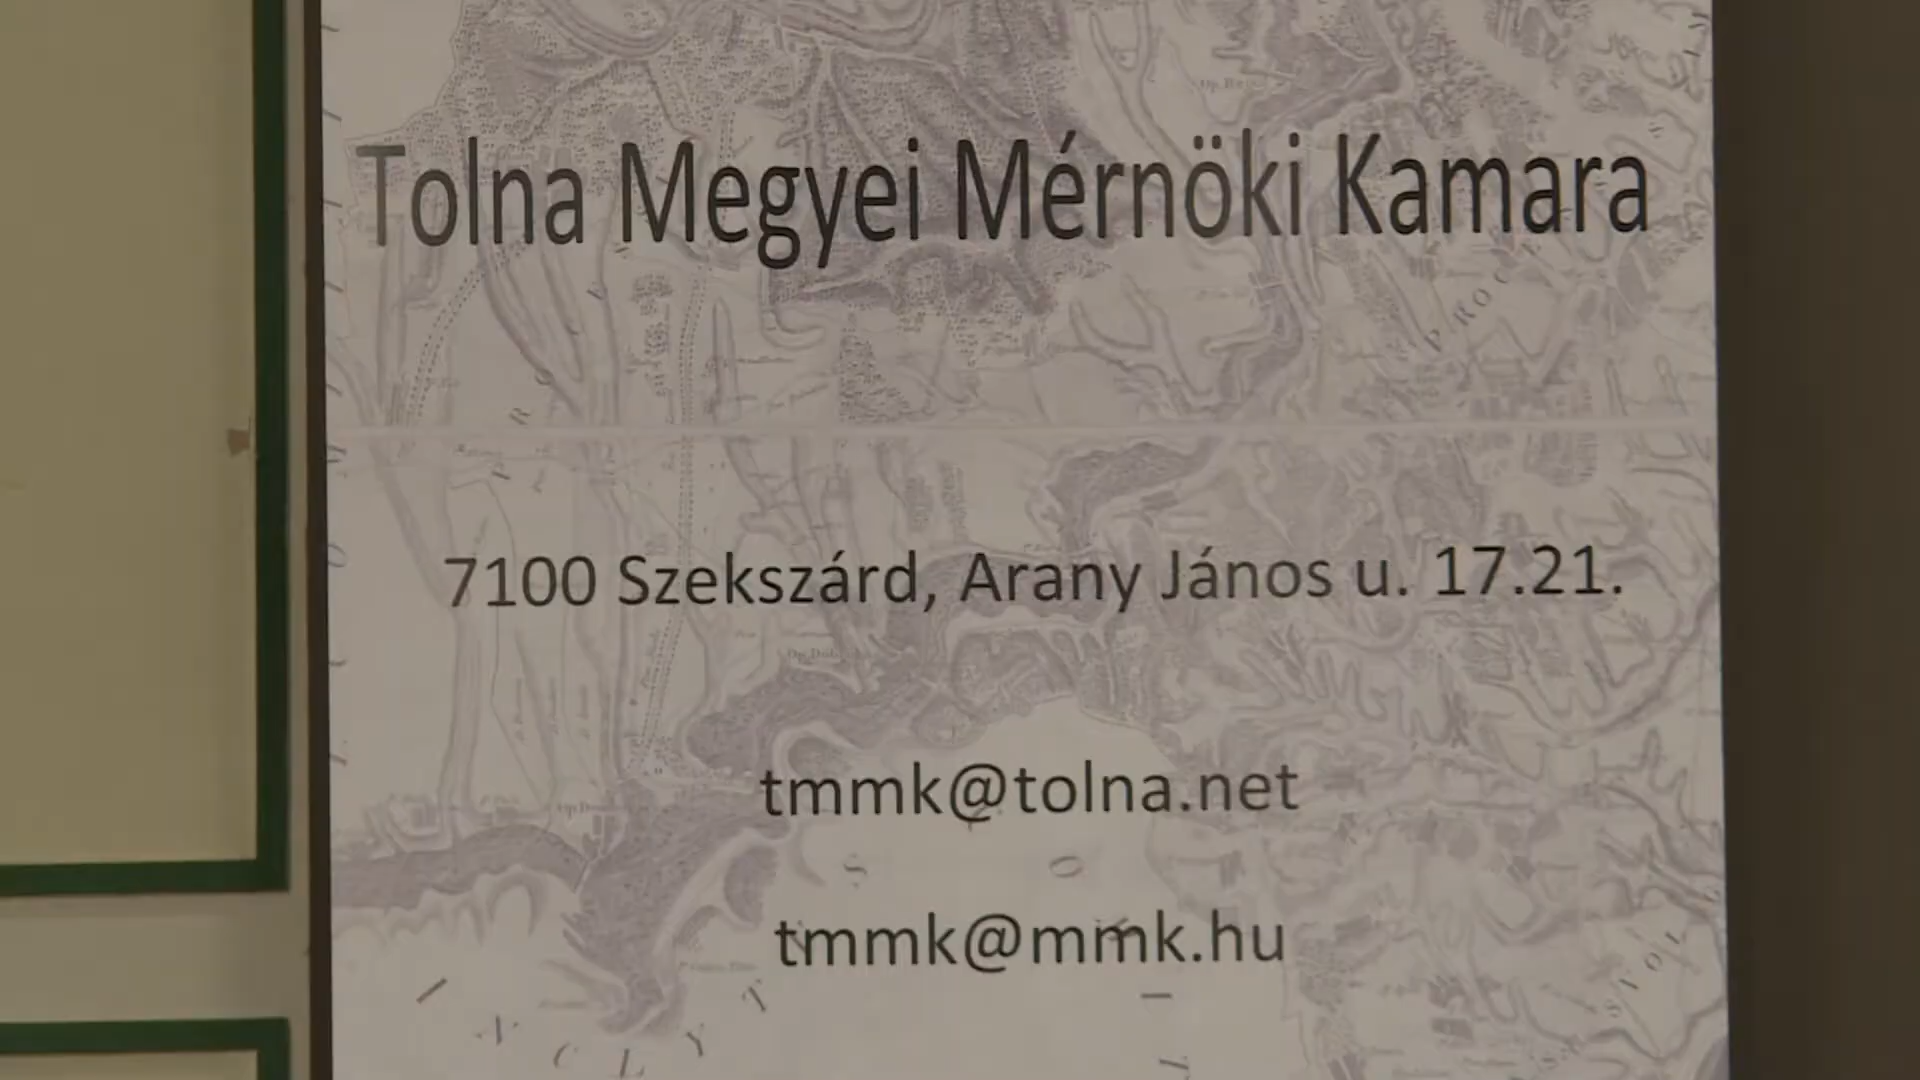 Tolna Megyei Mérnöki Kamara
7100 Szekszárd, Arany János u. 17.21.
tmmk@tolna.net
tmmk@mmk.hu